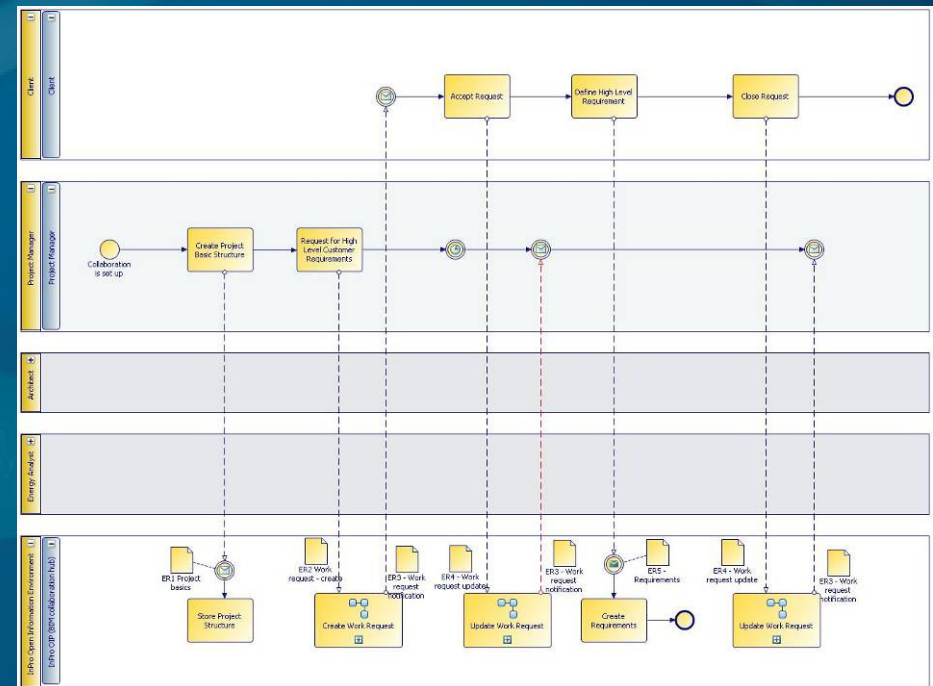 Client
Client
Accept Request
Define High Level
Requirement
Close Request
Project Manager
Project Manager
Collaboration
is set up
Create Project
Basic Structure
Request for High
Level Customer
Requirements
Architect
Energy Analyst
InPro Open Information Environment
InPro OIP (BIM collaboration hub)
ER1 Project
basics
Store Project
Structure
ER2 Work
request - create
Create Work Request
ER3 - Work
request
notification
ER4 - Work
request update
Update Work Request
ER3 - Work
request
notification
ER5 -
Requirements
Create
Requirements
ER4 - Work
request update
Update Work Request
ER3 - Work
request
notification